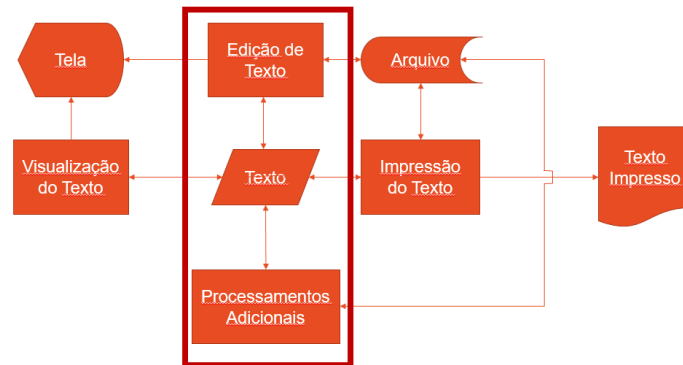 Tela
Edição de
Texto
Arquivo
Visualização
do Texto
Texto
Impressão
do Texto
Texto
Impresso
Processamentos
Adicionais